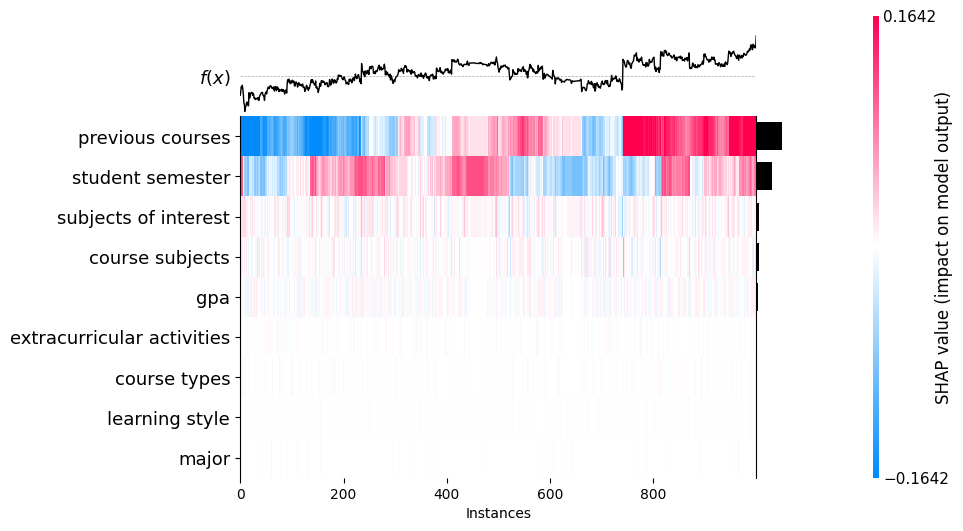 0.1642
f(x)
previous courses
student semester
subjects of interest
course subjects
gpa
extracurricular activities
course types
learning style
major
0 200 400 600 800
Instances
SHAP value (impact on model output)
−0.1642